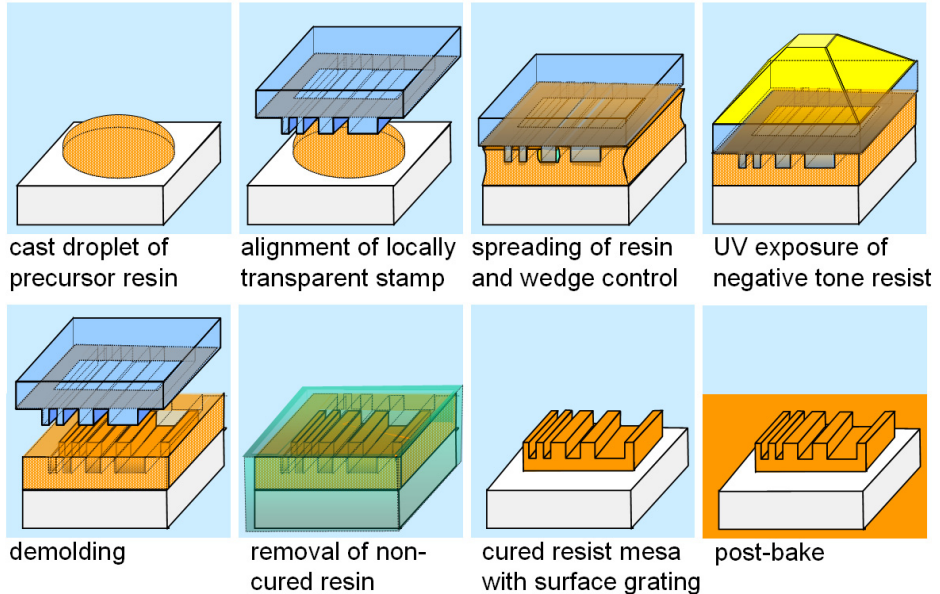 cast droplet of
precursor resin
alignment of locally
transparent stamp
spreading of resin
and wedge control
UV exposure of
negative tone resist
demolding
removal of non-
cured resin
cured resist mesa
with surface grating
post-bake